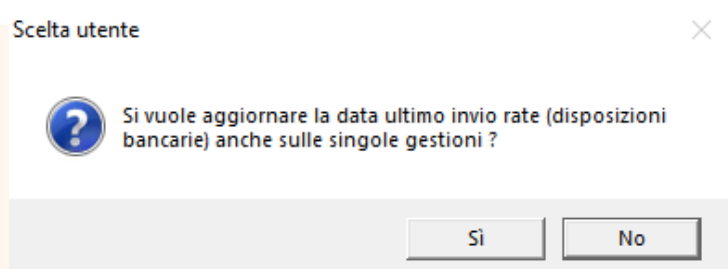 Scelta utente
Si vuole aggiornare la data ultimo invio rate (disposizioni
bancarie) anche sulle singole gestioni ?
Sì
No